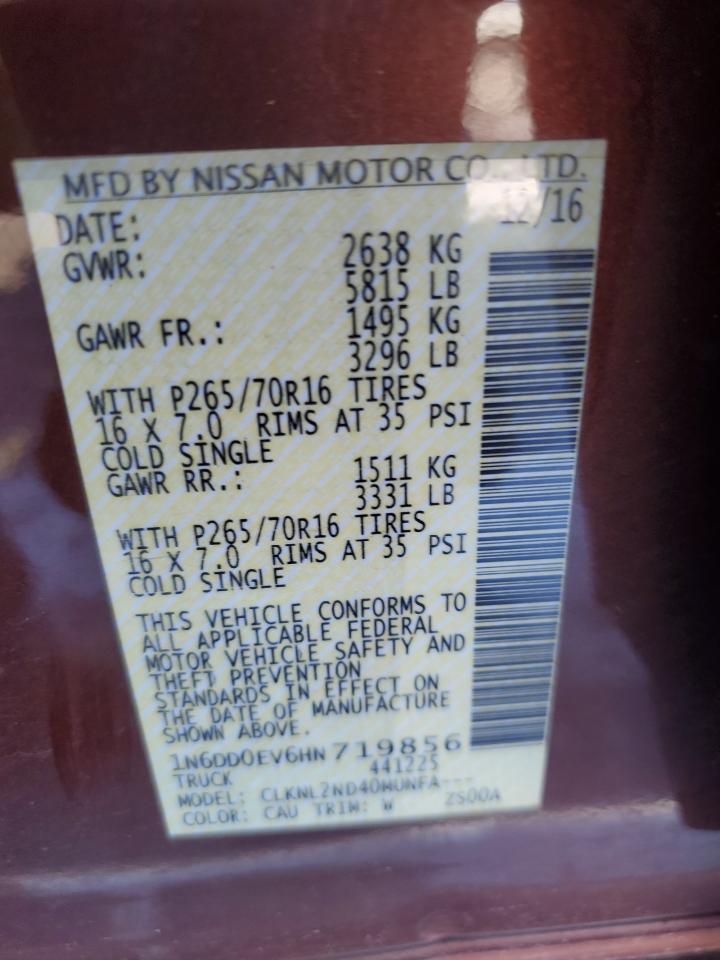 MFD BY NISSAN MOTOR CO., LTD.
DATE: 12/16
GVWR: 2638 KG
5815 LB
GAWR FR.: 1495 KG
3296 LB
WITH P265/70R16 TIRES
16 X 7.0 RIMS AT 35 PSI
COLD SINGLE
GAWR RR.: 1511 KG
3331 LB
WITH P265/70R16 TIRES
16 X 7.0 RIMS AT 35 PSI
COLD SINGLE
THIS VEHICLE CONFORMS TO
ALL APPLICABLE FEDERAL
MOTOR VEHICLE SAFETY AND
THEFT PREVENTION
STANDARDS IN EFFECT ON
THE DATE OF MANUFACTURE
SHOWN ABOVE.
1N6DD0EV6HN719856
TRUCK 441225
MODEL: CLKNL2ND40WUNFA---
COLOR: CAU TRIM: W ZS00A